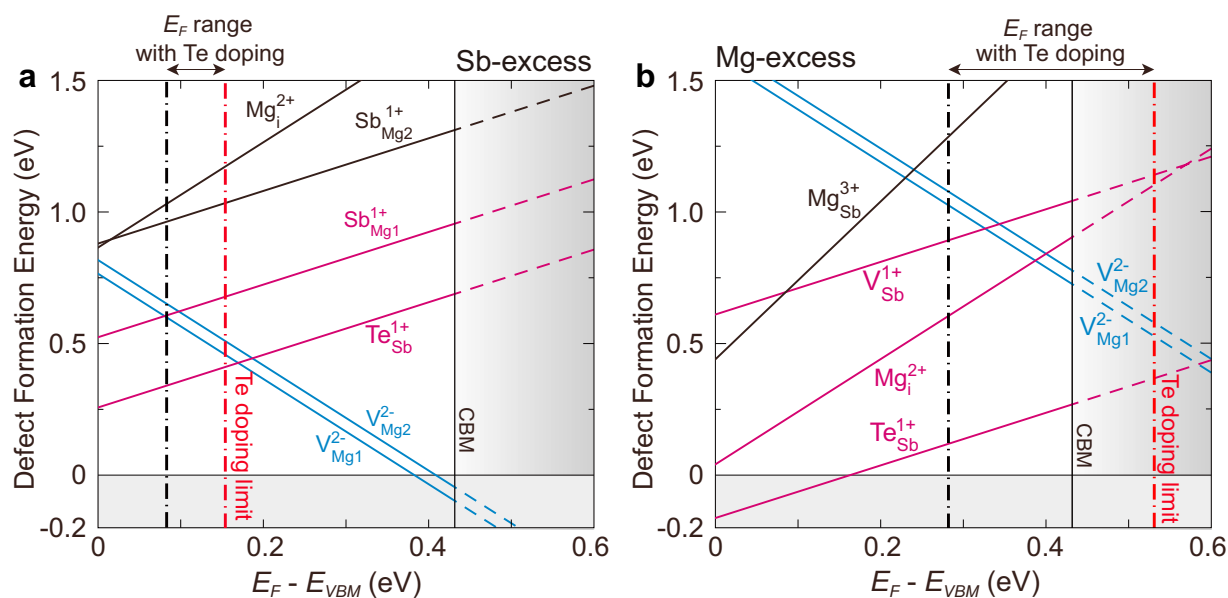 E_F range
with Te doping
a
Sb-excess
Defect Formation Energy (eV)
1.5
1.0
0.5
0
-0.2
Mg_i^2+
Sb_Mg2^1+
Sb_Mg1^1+
Te_Sb^1+
V_Mg2^2-
V_Mg1^2-
Te doping limit
CBM
0
0.2
0.4
0.6
E_F - E_VBM (eV)
E_F range
with Te doping
b
Mg-excess
Defect Formation Energy (eV)
1.5
1.0
0.5
0
-0.2
Mg_Sb^3+
V_Sb^1+
Mg_i^2+
Te_Sb^1+
V_Mg2^2-
V_Mg1^2-
CBM
Te doping limit
0
0.2
0.4
0.6
E_F - E_VBM (eV)